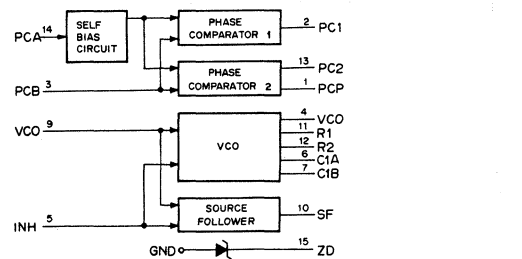 PCA 14
SELF
BIAS
CIRCUIT
PHASE
COMPARATOR 1
2 PC1
PCB 3
PHASE
COMPARATOR 2
13 PC2
1 PCP
VCO 9
VCO
4 VCO
11 R1
12 R2
6 C1A
7 C1B
INH 5
SOURCE
FOLLOWER
10 SF
GND
15 ZD